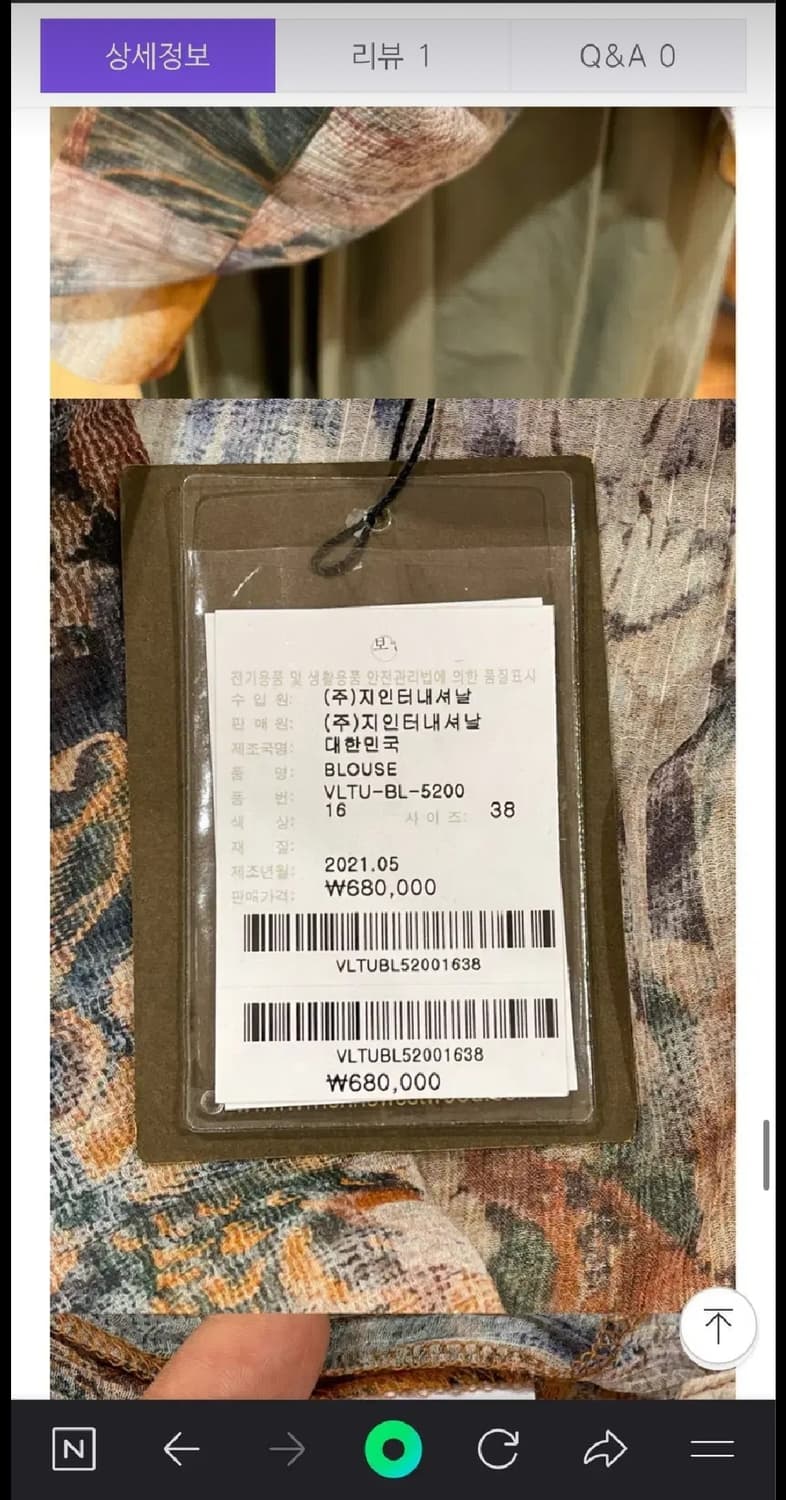 상세정보
리뷰 1
Q&A 0
전기용품 및 생활용품 안전관리법에 의한 품질표시
수 입 원: (주)지인터내셔날
판 매 원: (주)지인터내셔날
제조국명: 대한민국
품 명: BLOUSE
품 번: VLTU-BL-5200
색 상: 16 사 이 즈: 38
재 질:
제조년월: 2021.05
판매가격: ₩680,000
VLTUBL52001638
VLTUBL52001638
₩680,000
N